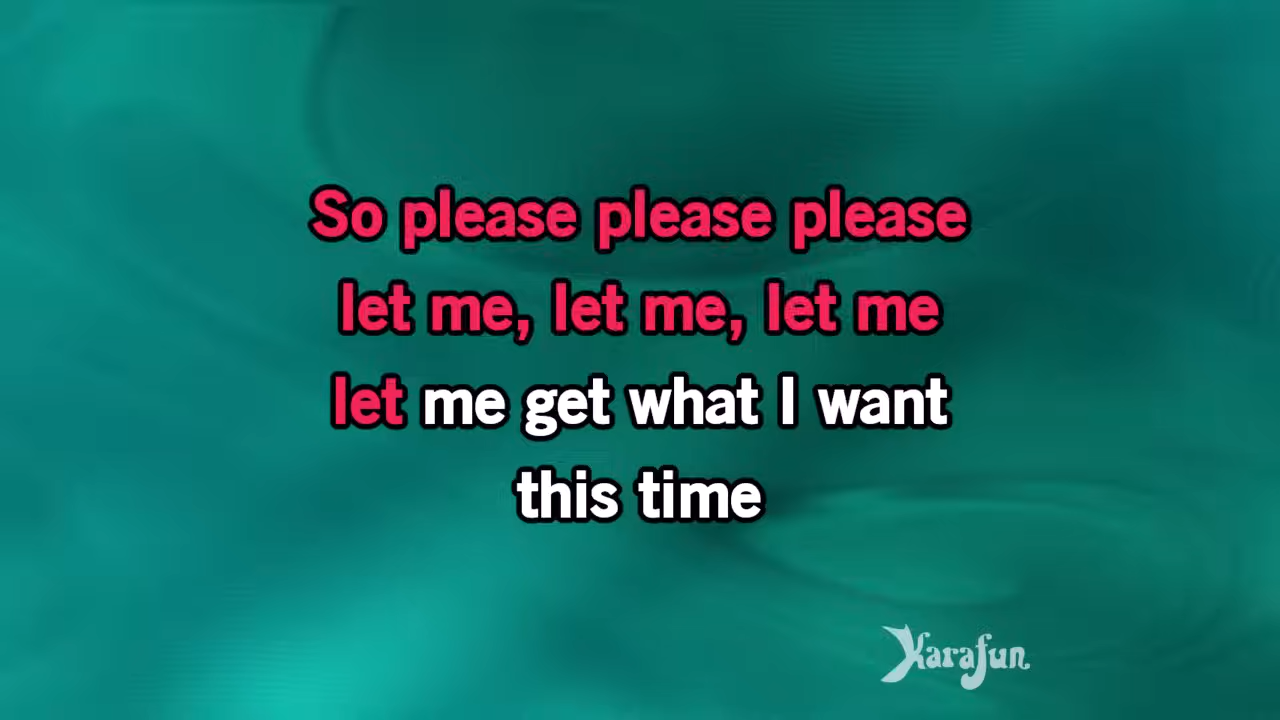 So please please please
let me, let me, let me
let me get what I want
this time
Karafun